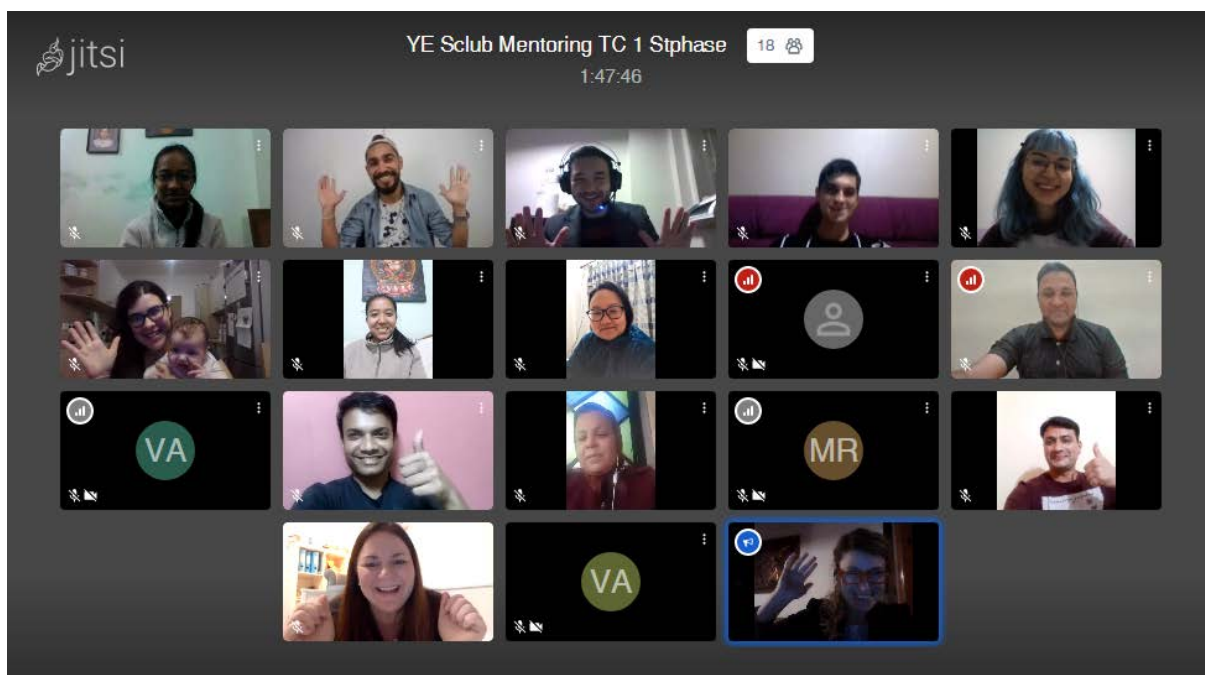 jitsi
YE Sclub Mentoring TC 1 Stphase
18
1:47:46
VA
MR
VA